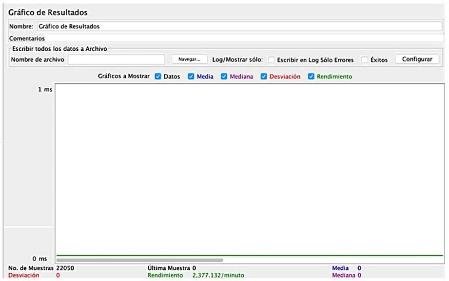 Gráfico de Resultados
Nombre: Gráfico de Resultados
Comentarios
Escribir todos los datos a Archivo
Nombre de archivo Navegar... Log/Mostrar sólo: Escribir en Log Sólo Errores Éxitos Configurar
Gráficos a Mostrar Datos Media Mediana Desviación Rendimiento
1 ms
0 ms
No. de Muestras 22050 Última Muestra 0 Media 0
Desviación 0 Rendimiento 2,377.132/minuto Mediana 0